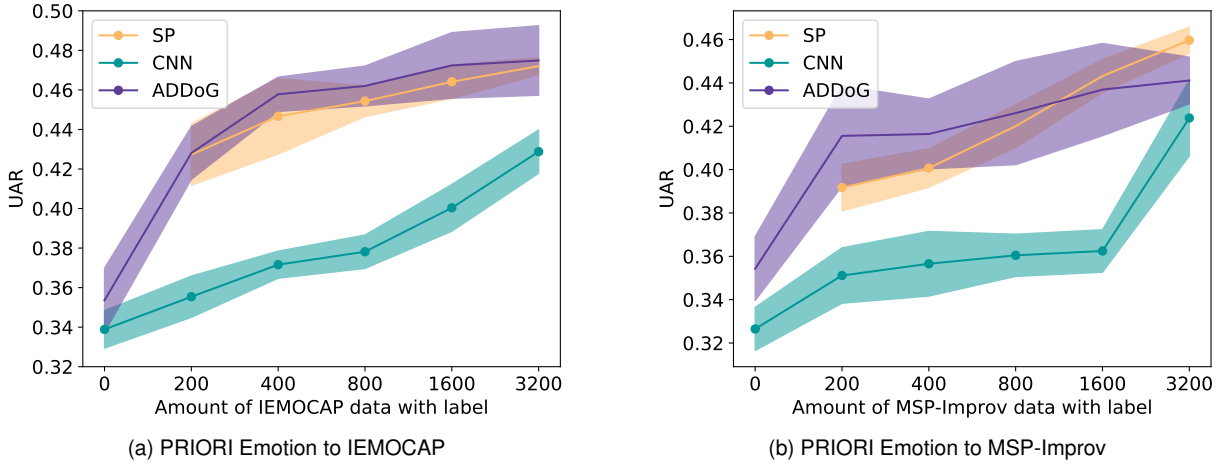 0.50
0.48
0.46
0.44
0.42
0.40
0.38
0.36
0.34
0.32
UAR
SP
CNN
ADDoG
0 200 400 800 1600 3200
Amount of IEMOCAP data with label
(a) PRIORI Emotion to IEMOCAP
0.46
0.44
0.42
0.40
0.38
0.36
0.34
0.32
UAR
SP
CNN
ADDoG
0 200 400 800 1600 3200
Amount of MSP-Improv data with label
(b) PRIORI Emotion to MSP-Improv